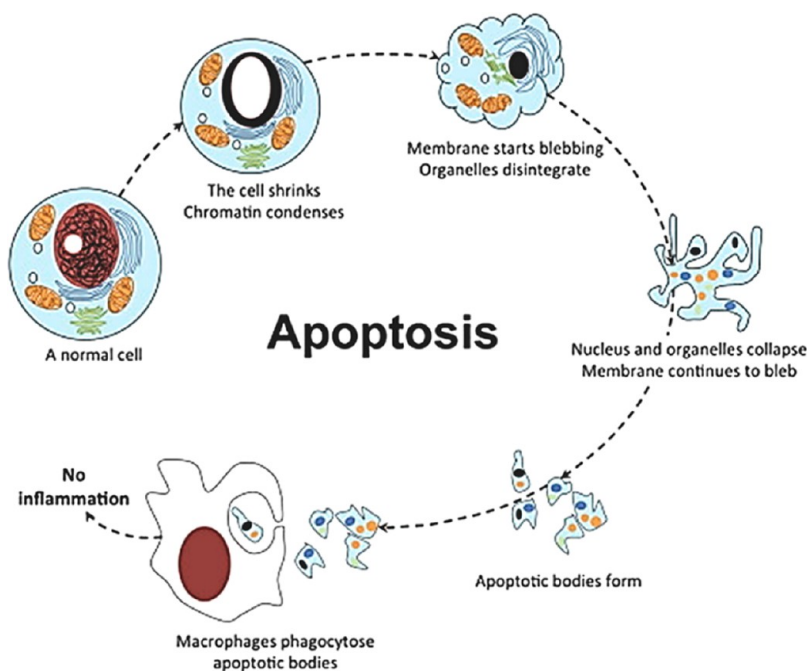 A normal cell
The cell shrinks
Chromatin condenses
Membrane starts blebbing
Organelles disintegrate
Apoptosis
Nucleus and organelles collapse
Membrane continues to bleb
Apoptotic bodies form
Macrophages phagocytose
apoptotic bodies
No
inflammation